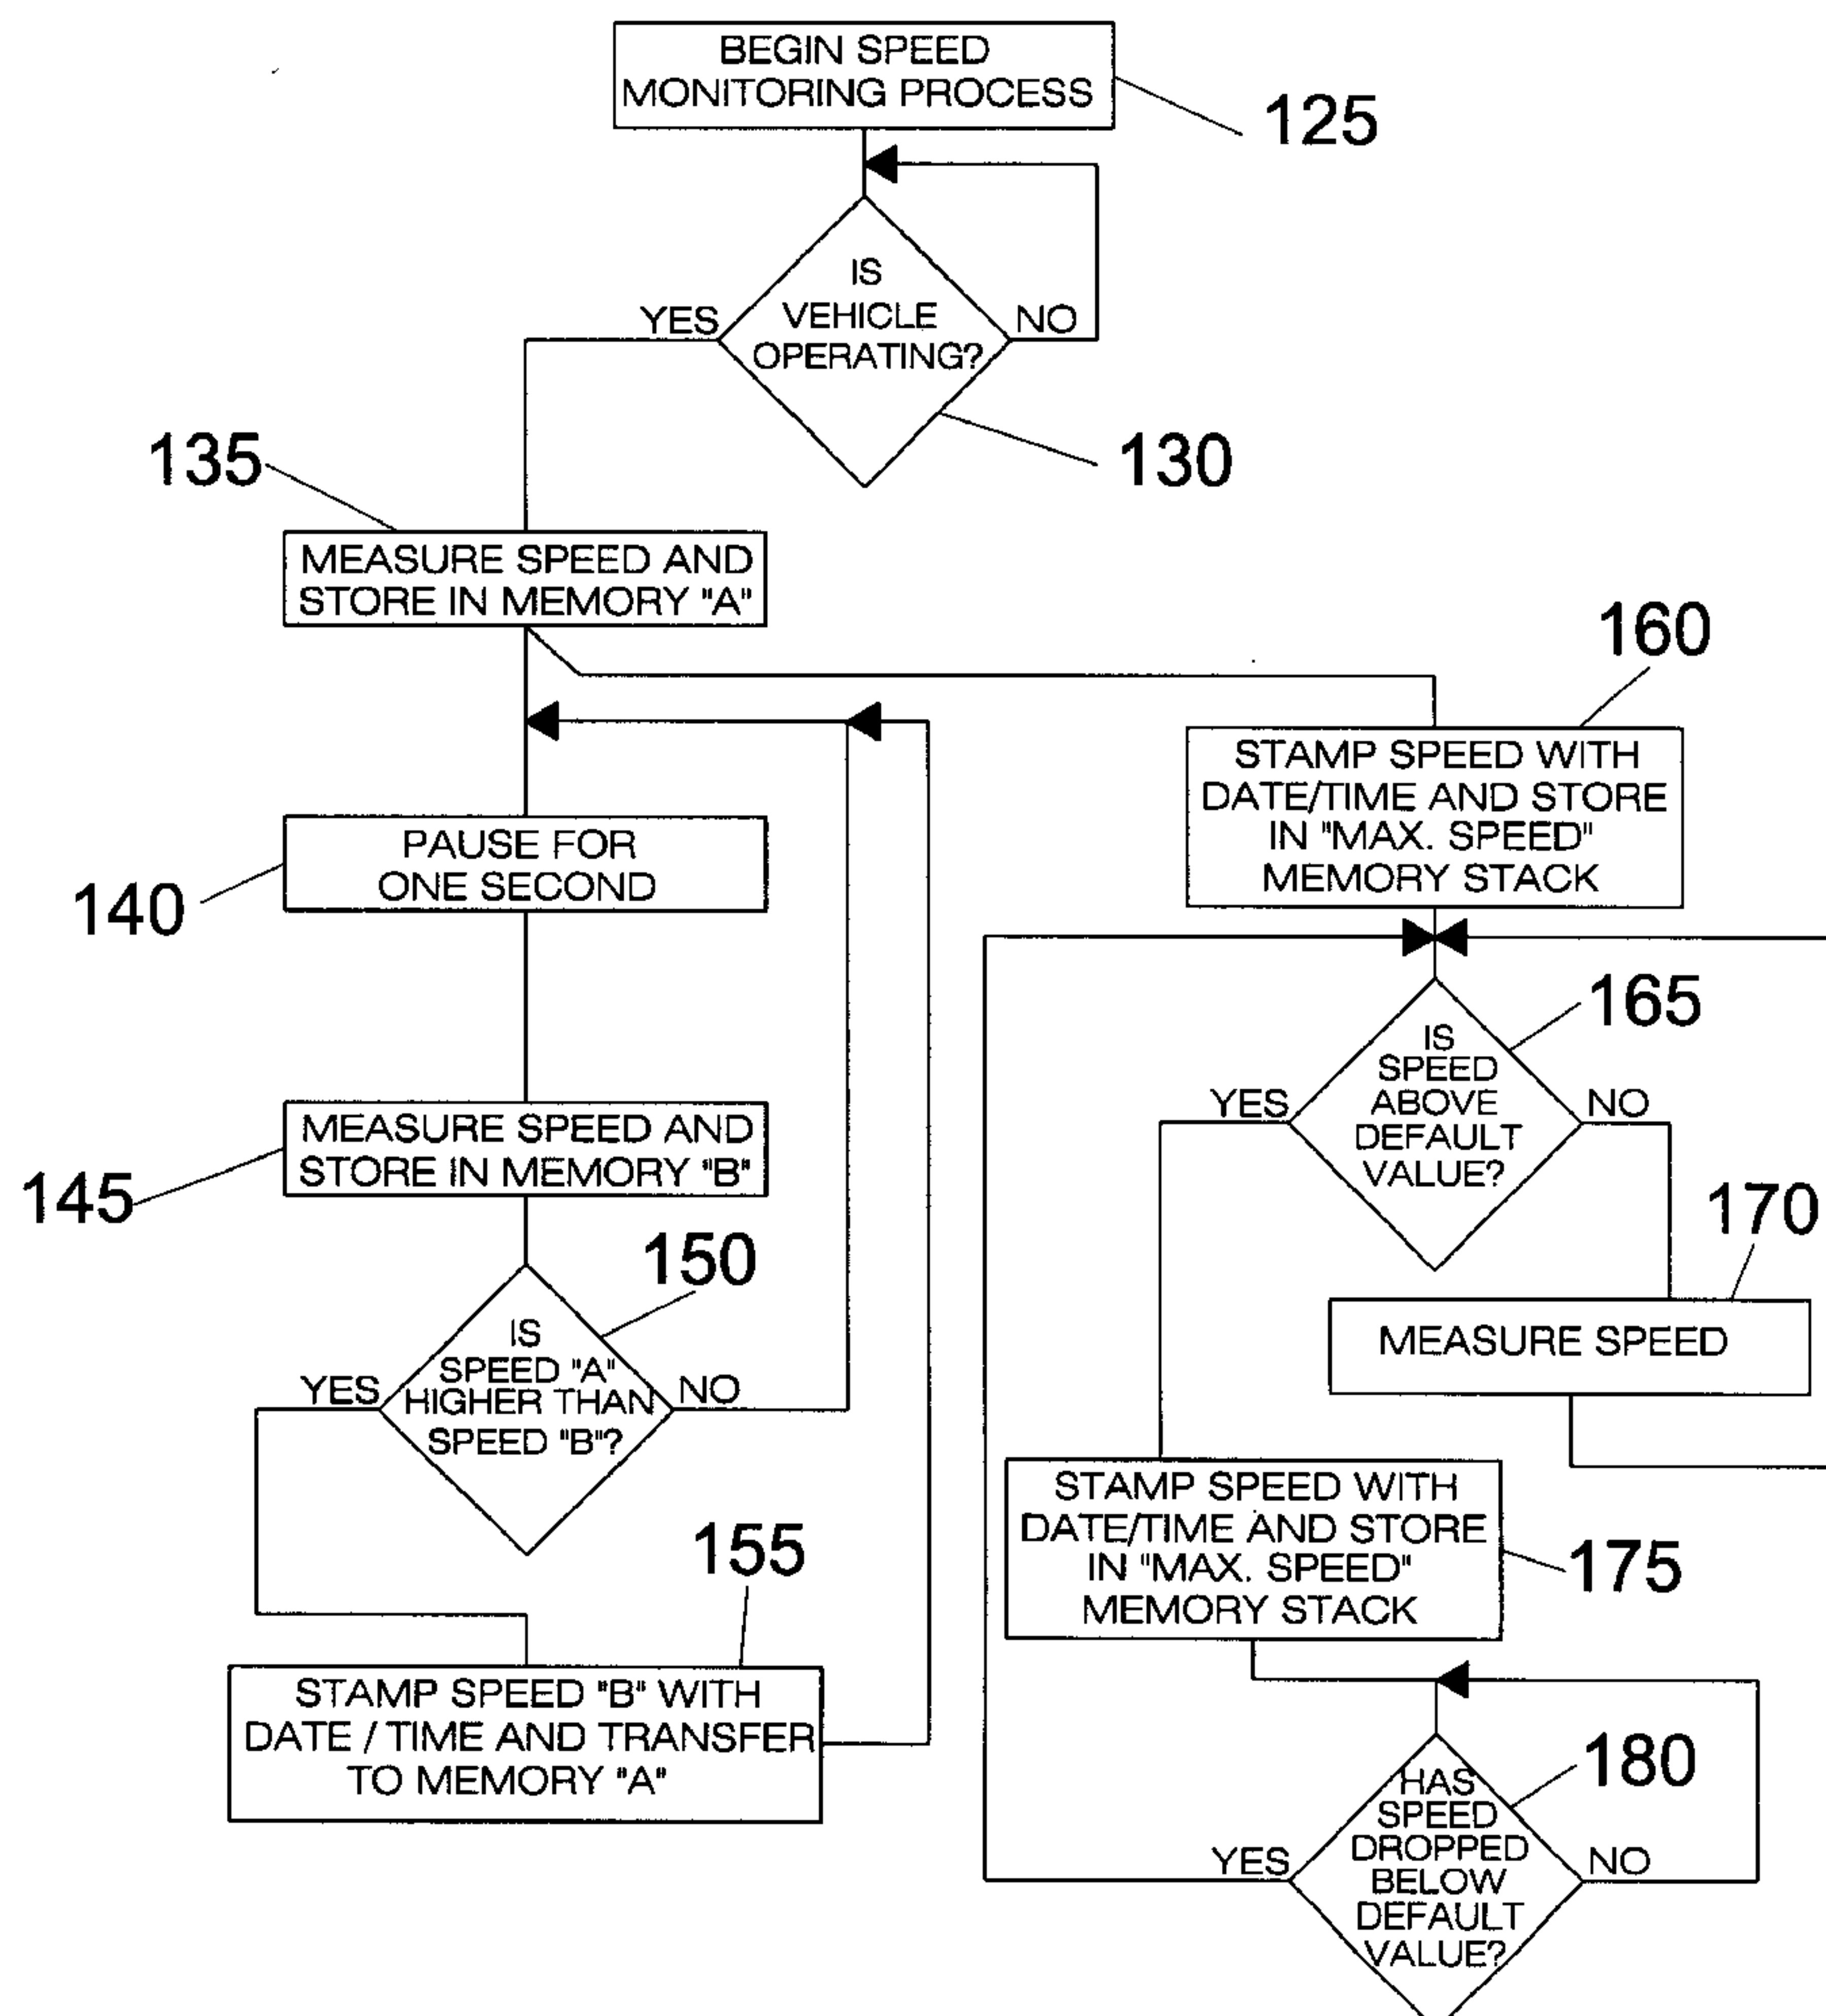 BEGIN SPEED
MONITORING PROCESS
125
IS
VEHICLE
OPERATING?
YES
NO
130
135
MEASURE SPEED AND
STORE IN MEMORY "A"
160
STAMP SPEED WITH
DATE/TIME AND STORE
IN "MAX. SPEED"
MEMORY STACK
PAUSE FOR
ONE SECOND
140
165
IS
SPEED
ABOVE
DEFAULT
VALUE?
YES
NO
MEASURE SPEED AND
STORE IN MEMORY "B"
145
170
MEASURE SPEED
150
IS
SPEED "A"
HIGHER THAN
SPEED "B"?
YES
NO
STAMP SPEED WITH
DATE/TIME AND STORE
IN "MAX. SPEED"
MEMORY STACK
175
155
STAMP SPEED "B" WITH
DATE / TIME AND TRANSFER
TO MEMORY "A"
180
HAS
SPEED
DROPPED
BELOW
DEFAULT
VALUE?
YES
NO